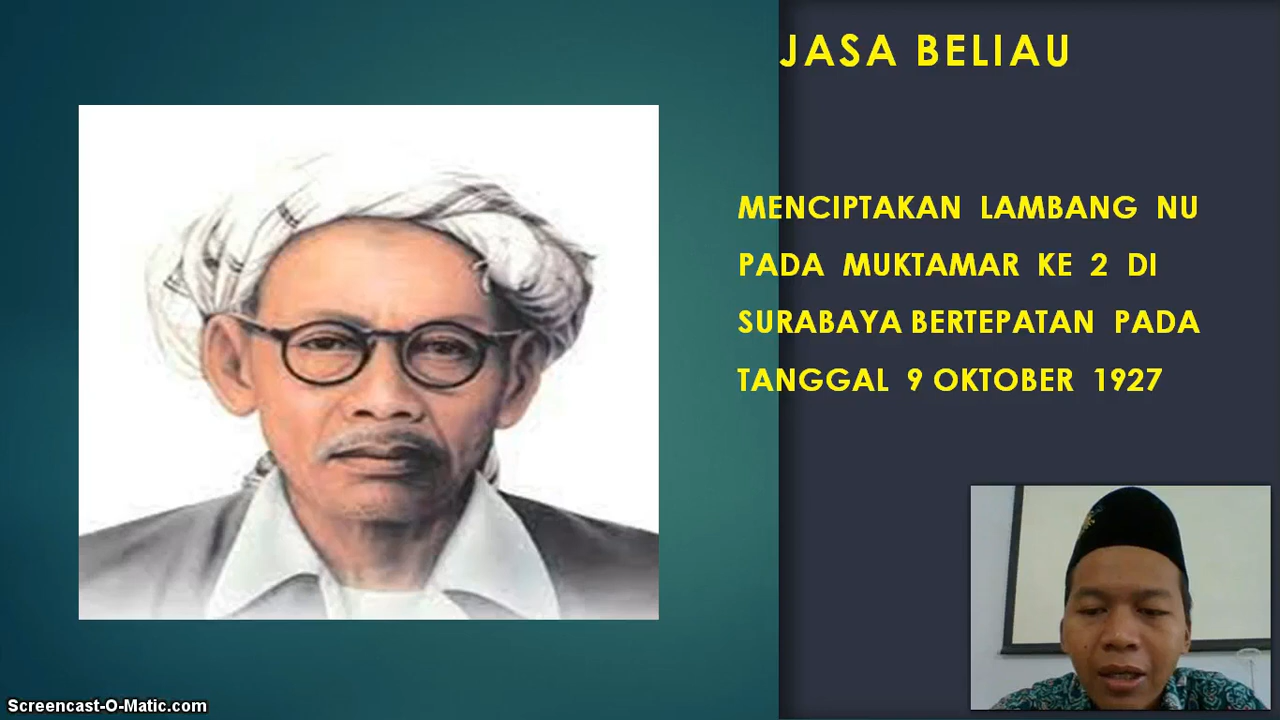 JASA BELIAU
MENCIPTAKAN LAMBANG NU
PADA MUKTAMAR KE 2 DI
SURABAYA BERTEPATAN PADA
TANGGAL 9 OKTOBER 1927
Screencast-O-Matic.com